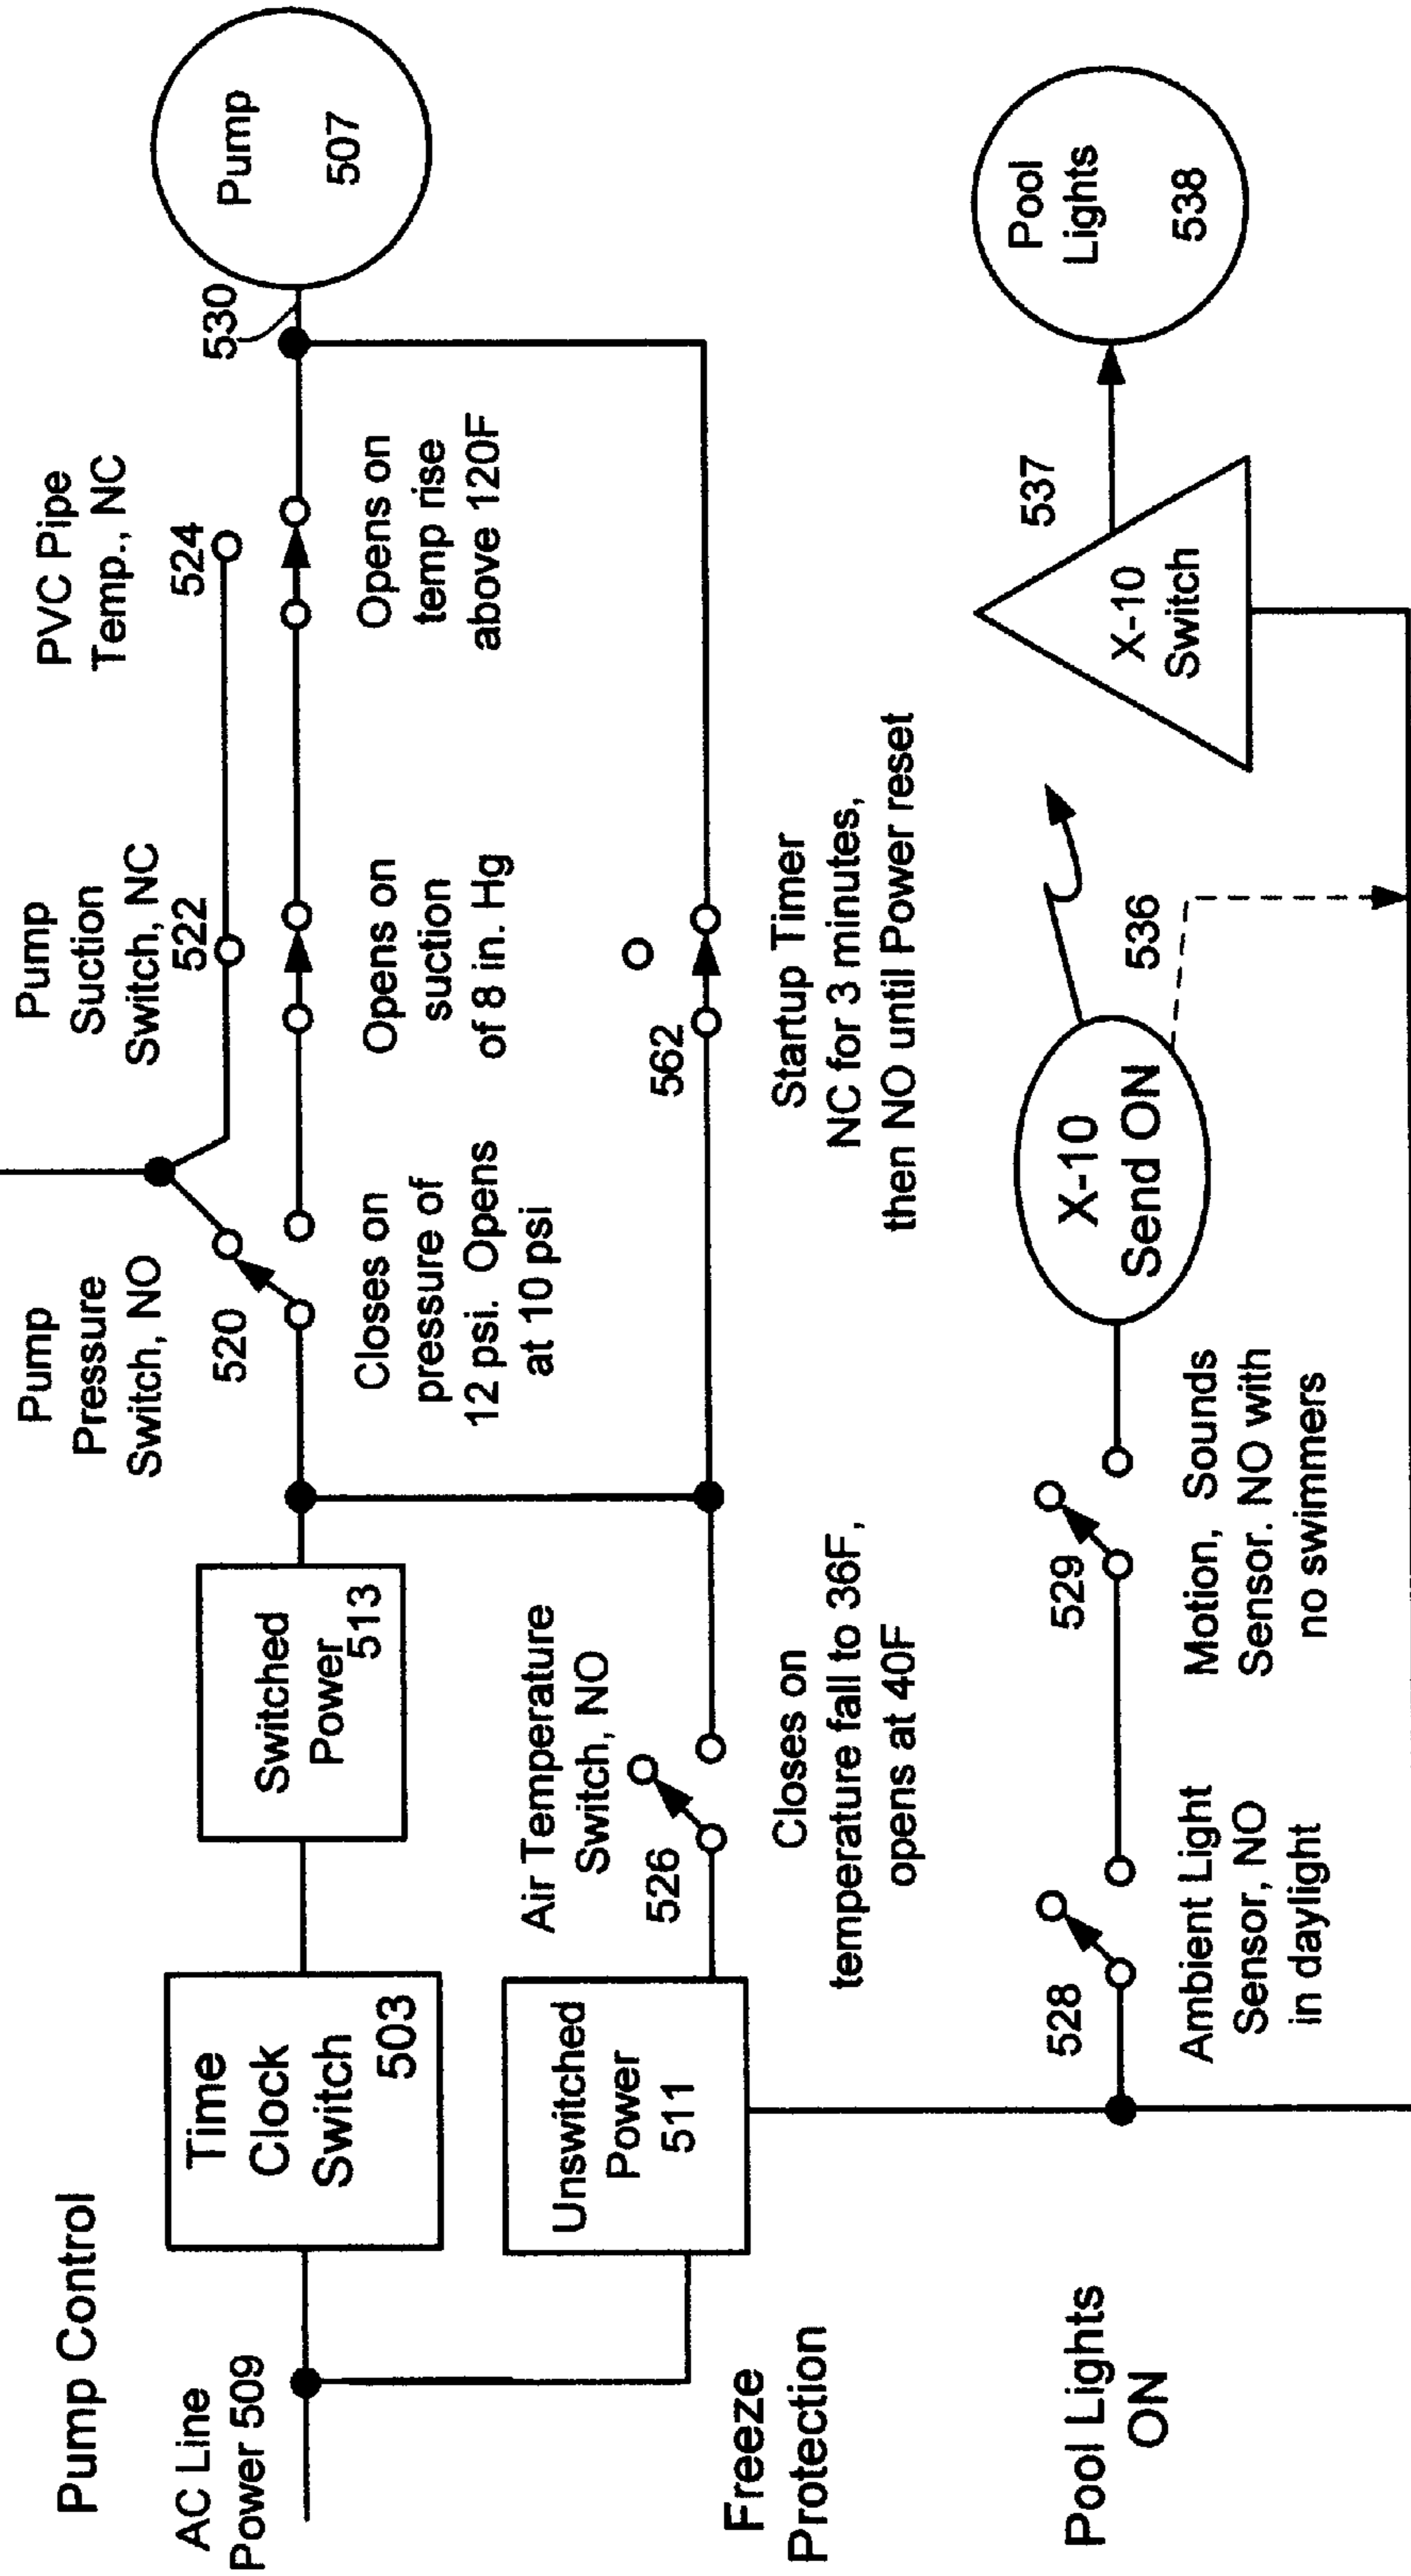 Pump Control
AC Line
Power 509
Time
Clock
Switch
503
Switched
Power
513
Pump
Pressure
Switch, NO
520
Closes on
pressure of
12 psi. Opens
at 10 psi
Pump
Suction
Switch, NC
522
Opens on
suction
of 8 in. Hg
PVC Pipe
Temp., NC
524
Opens on
temp rise
above 120F
530
Pump
507
Freeze
Protection
Unswitched
Power
511
Air Temperature
Switch, NO
526
Closes on
temperature fall to 36F,
opens at 40F
562
Startup Timer
NC for 3 minutes,
then NO until Power reset
Pool Lights
ON
528
Ambient Light
Sensor, NO
in daylight
529
Motion, Sounds
Sensor. NO with
no swimmers
X-10
Send ON
536
X-10
Switch
537
Pool
Lights
538